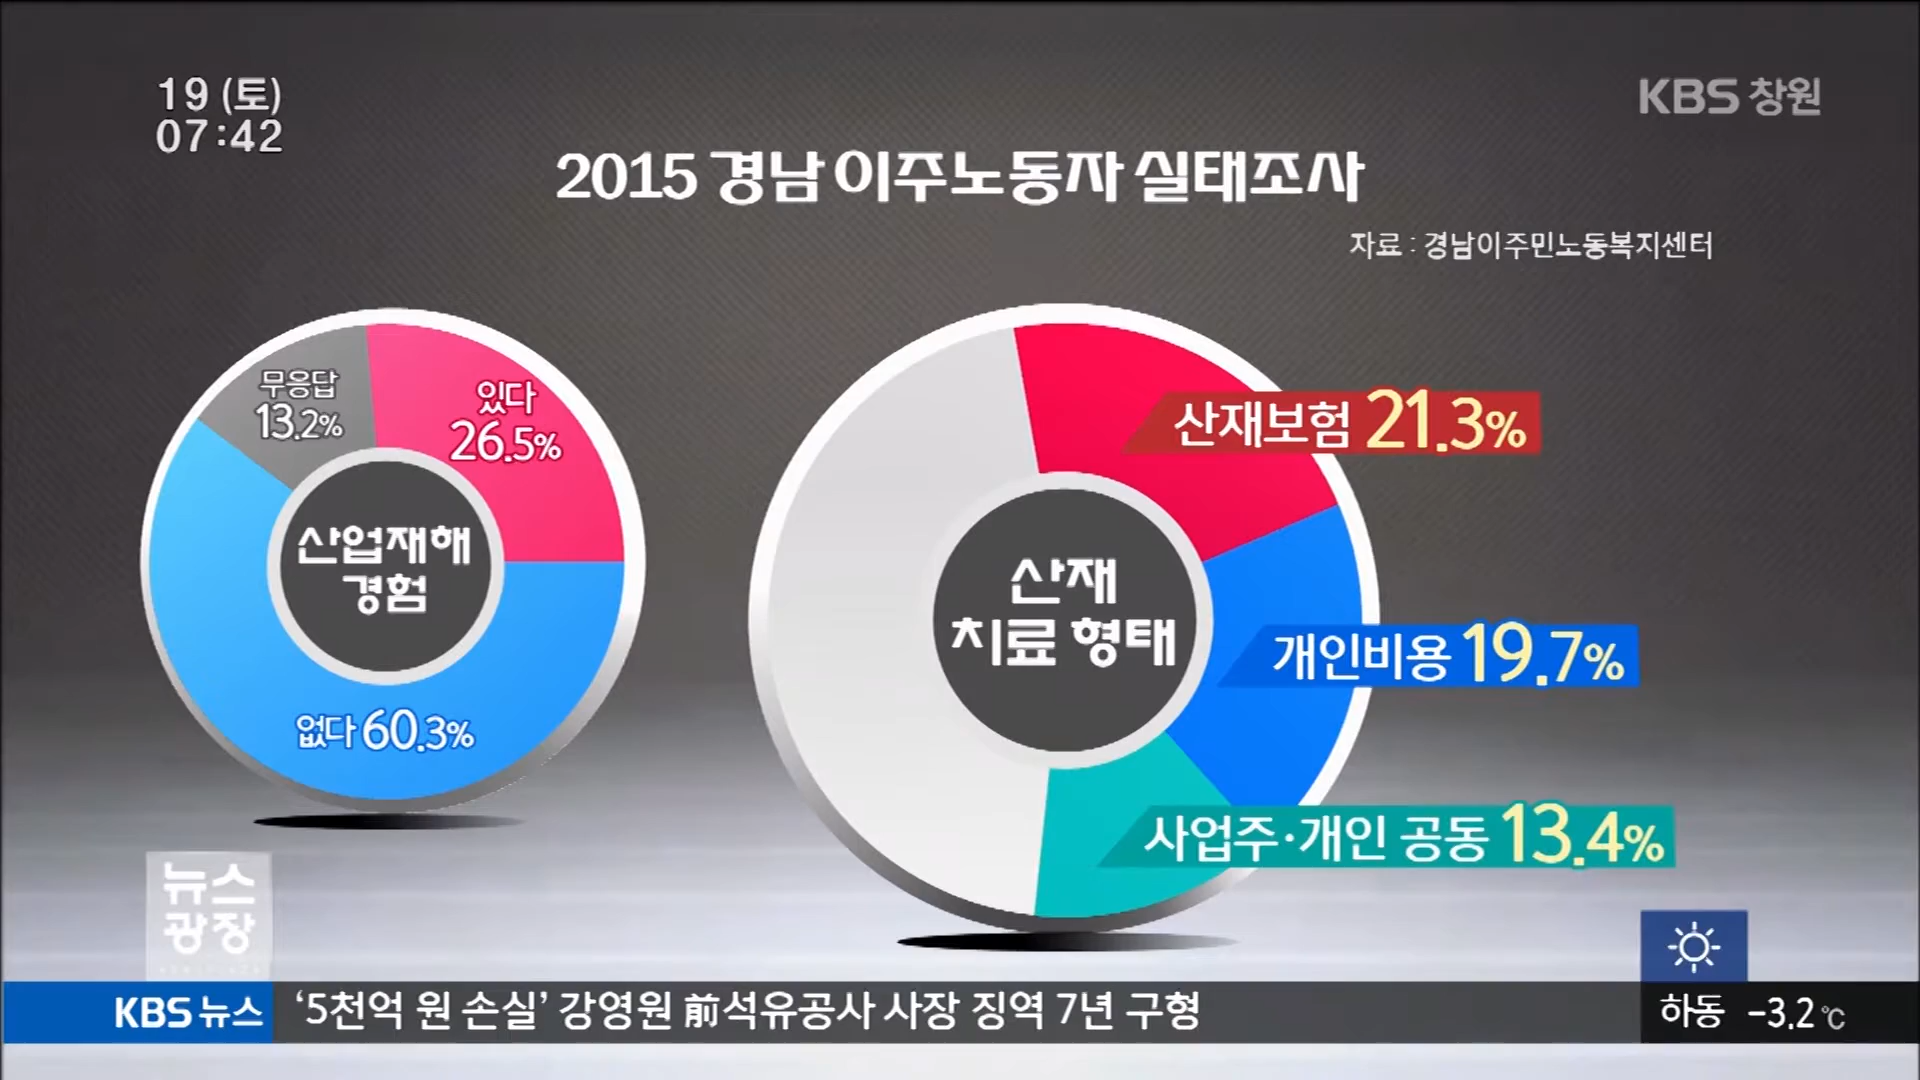 19 (토)
07:42
KBS 창원
2015 경남 이주노동자 실태조사
자료 : 경남이주민노동복지센터
무응답
13.2%
있다
26.5%
산업재해
경험
없다 60.3%
산재보험 21.3%
산재
치료 형태
개인비용 19.7%
사업주·개인 공동 13.4%
뉴스
광장
KBS 뉴스
‘5천억 원 손실’ 강영원 前석유공사 사장 징역 7년 구형
하동 -3.2℃